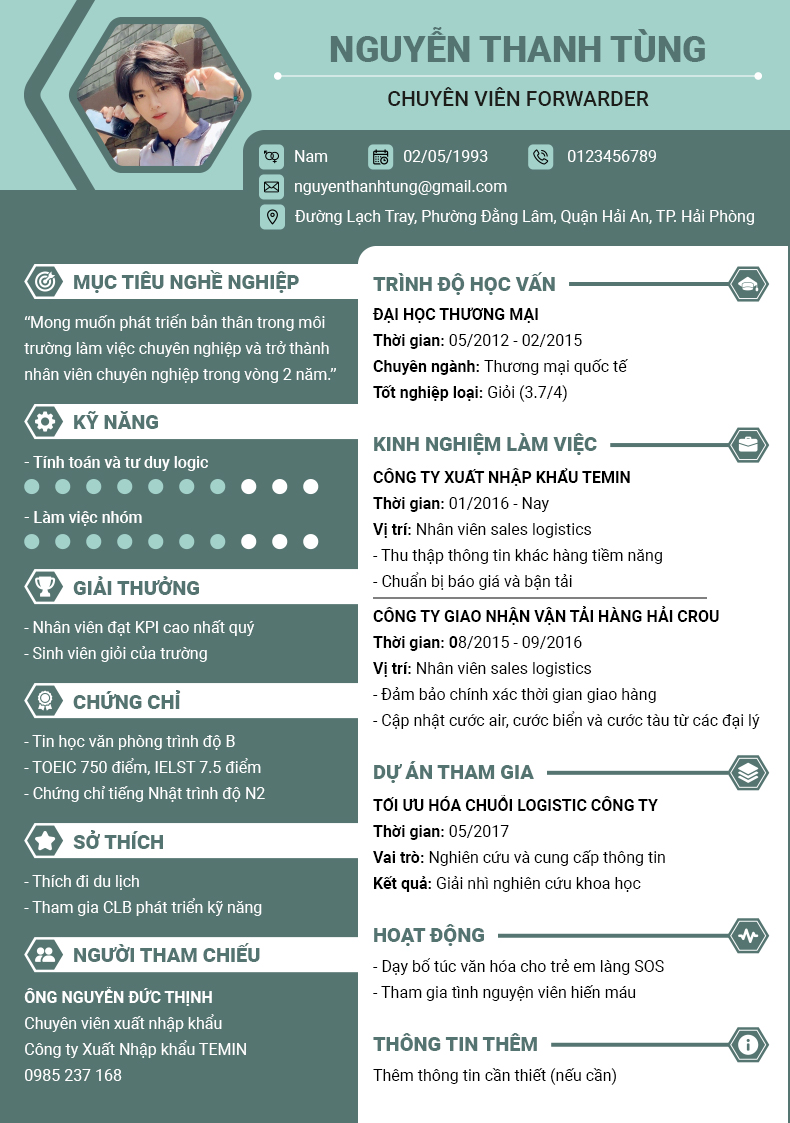 NGUYỄN THANH TÙNG
CHUYÊN VIÊN FORWARDER
Nam 02/05/1993 0123456789
nguyenthanhtung@gmail.com
Đường Lạch Tray, Phường Đằng Lâm, Quận Hải An, TP. Hải Phòng
MỤC TIÊU NGHỀ NGHIỆP
“Mong muốn phát triển bản thân trong môi
trường làm việc chuyên nghiệp và trở thành
nhân viên chuyên nghiệp trong vòng 2 năm.”
KỸ NĂNG
- Tính toán và tư duy logic
- Làm việc nhóm
GIẢI THƯỞNG
- Nhân viên đạt KPI cao nhất quý
- Sinh viên giỏi của trường
CHỨNG CHỈ
- Tin học văn phòng trình độ B
- TOEIC 750 điểm, IELST 7.5 điểm
- Chứng chỉ tiếng Nhật trình độ N2
SỞ THÍCH
- Thích đi du lịch
- Tham gia CLB phát triển kỹ năng
NGƯỜI THAM CHIẾU
ÔNG NGUYỄN ĐỨC THỊNH
Chuyên viên xuất nhập khẩu
Công ty Xuất Nhập khẩu TEMIN
0985 237 168
TRÌNH ĐỘ HỌC VẤN
ĐẠI HỌC THƯƠNG MẠI
Thời gian: 05/2012 - 02/2015
Chuyên ngành: Thương mại quốc tế
Tốt nghiệp loại: Giỏi (3.7/4)
KINH NGHIỆM LÀM VIỆC
CÔNG TY XUẤT NHẬP KHẨU TEMIN
Thời gian: 01/2016 - Nay
Vị trí: Nhân viên sales logistics
- Thu thập thông tin khác hàng tiềm năng
- Chuẩn bị báo giá và bận tải
CÔNG TY GIAO NHẬN VẬN TẢI HÀNG HẢI CROU
Thời gian: 08/2015 - 09/2016
Vị trí: Nhân viên sales logistics
- Đảm bảo chính xác thời gian giao hàng
- Cập nhật cước air, cước biển và cước tàu từ các đại lý
DỰ ÁN THAM GIA
TỐI ƯU HÓA CHUỖI LOGISTIC CÔNG TY
Thời gian: 05/2017
Vai trò: Nghiên cứu và cung cấp thông tin
Kết quả: Giải nhì nghiên cứu khoa học
HOẠT ĐỘNG
- Dạy bổ túc văn hóa cho trẻ em làng SOS
- Tham gia tình nguyện viên hiến máu
THÔNG TIN THÊM
Thêm thông tin cần thiết (nếu cần)